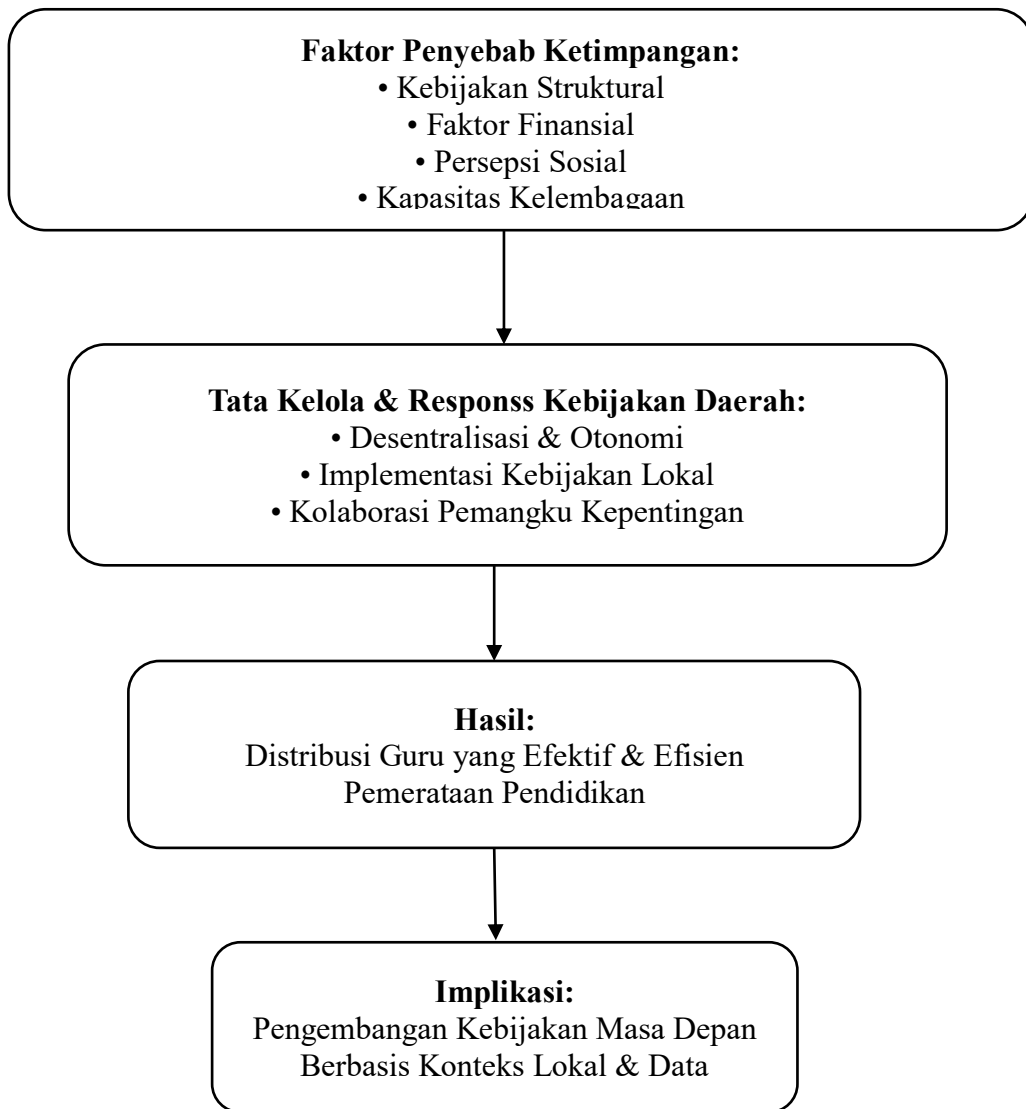 Faktor Penyebab Ketimpangan:
• Kebijakan Struktural
• Faktor Finansial
• Persepsi Sosial
• Kapasitas Kelembagaan
Tata Kelola & Responss Kebijakan Daerah:
• Desentralisasi & Otonomi
• Implementasi Kebijakan Lokal
• Kolaborasi Pemangku Kepentingan
Hasil:
Distribusi Guru yang Efektif & Efisien
Pemerataan Pendidikan
Implikasi:
Pengembangan Kebijakan Masa Depan
Berbasis Konteks Lokal & Data